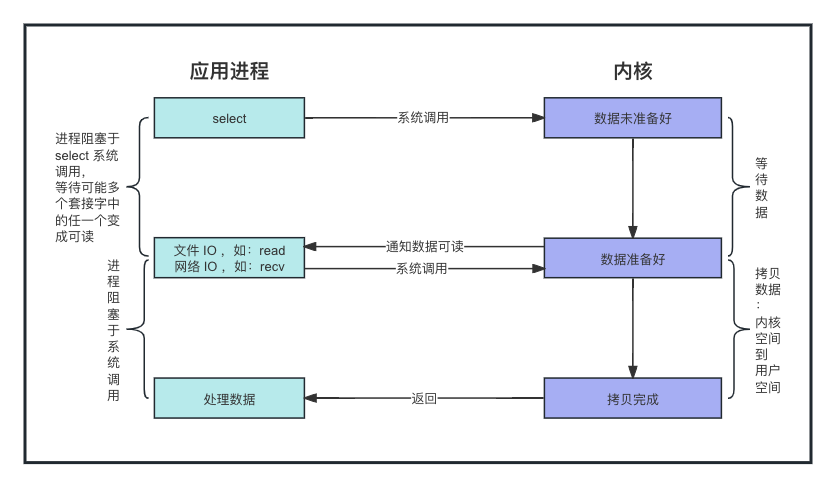 应用进程
内核
select
系统调用
数据未准备好
进程阻塞于
select 系统
调用，
等待可能多
个套接字中
的任一个变
成可读
等
待
数
据
文件 IO ，如：read
网络 IO ，如：recv
通知数据可读
系统调用
数据准备好
进
程
阻
塞
于
系
统
调
用
拷贝
数据
：
内核
空间
到
用户
空间
处理数据
返回
拷贝完成